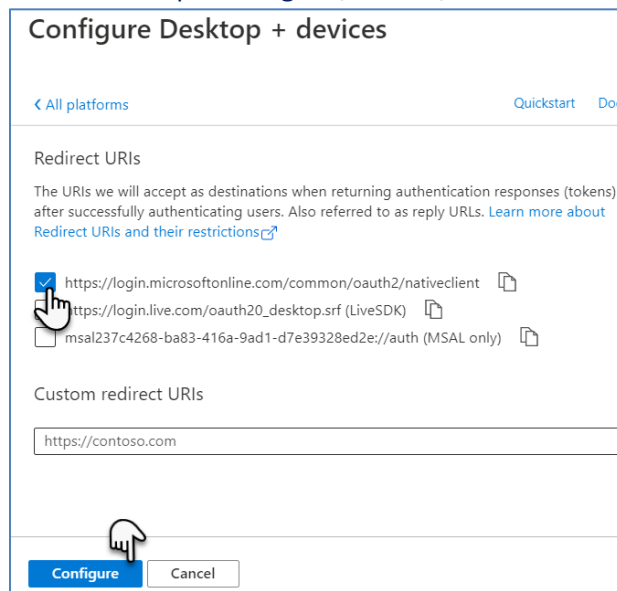 Configure Desktop + devices
All platforms
Quickstart
Redirect URIs
The URIs we will accept as destinations when returning authentication responses (tokens)
after successfully authenticating users. Also referred to as reply URLs. Learn more about
Redirect URIs and their restrictions
https://login.microsoftonline.com/common/oauth2/nativeclient
https://login.live.com/oauth20_desktop.srf (LiveSDK)
msal237c4268-ba83-416a-9ad1-d7e39328ed2e://auth (MSAL only)
Custom redirect URIs
https://contoso.com
Configure Cancel